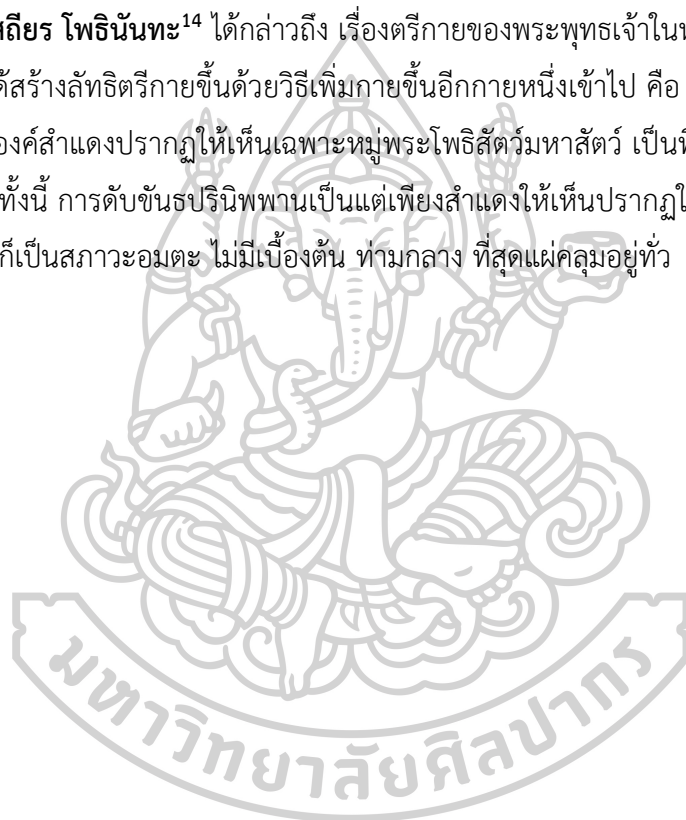 สถียร โพธินันทะ14 ได้กล่าวถึง เรื่องตรีกายของพระพุทธเจ้าใน
ด้สร้างลัทธิตรีกายขึ้นด้วยวิธีเพิ่มกายขึ้นอีกกายหนึ่งเข้าไป คือ
องค์สำแดงปรากฏให้เห็นเฉพาะหมู่พระโพธิสัตว์มหาสัตว์ เป็น
ทั้งนี้ การดับขันธปรินิพพานเป็นแต่เพียงสำแดงให้เห็นปรากฏ
ก็เป็นสภาวะอมตะ ไม่มีเบื้องต้น ท่ามกลาง ที่สุดแผ่คลุมอยู่ทั่ว
มหาวิทยาลัยศิลปากร